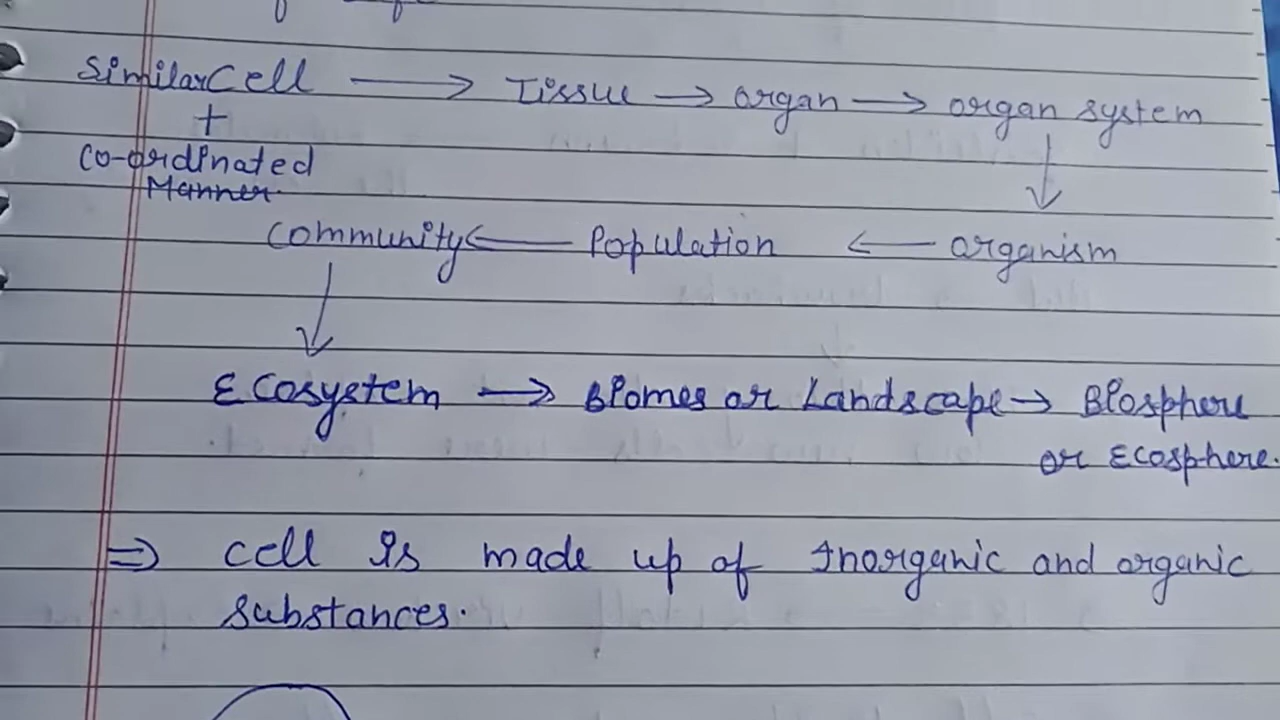 Similar Cell → Tissue → organ → organ system
+
Co-ordinated
Manner
↓
Community ← Population ← organism
↓
Ecosystem → Biomes or Landscape → Biosphere
or Ecosphere.
⇒ Cell is made up of Inorganic and organic
substances.